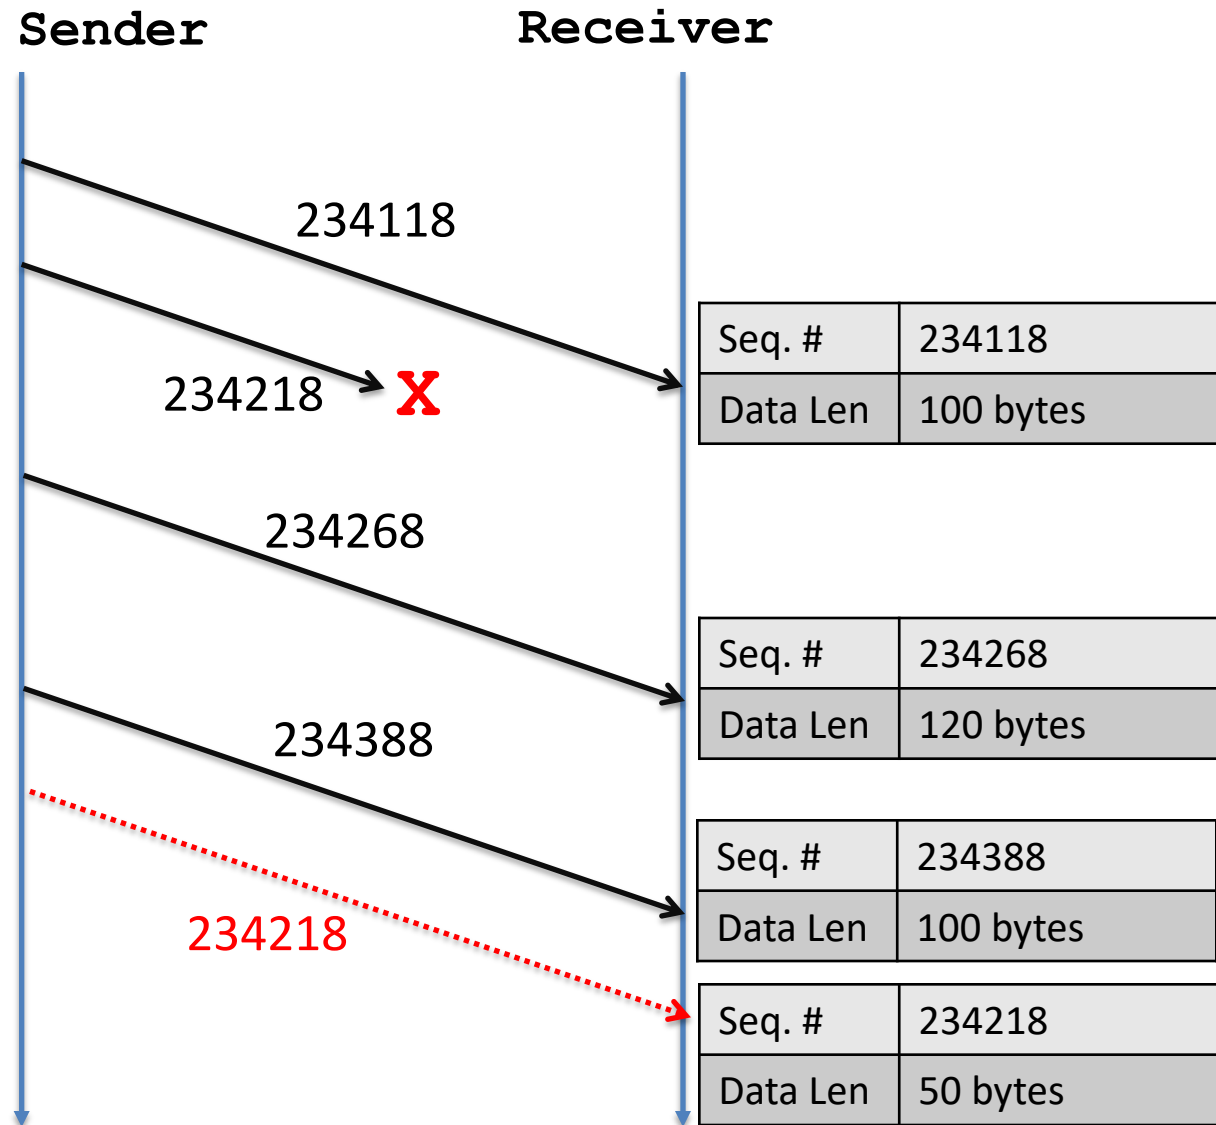 Sender
Receiver
234118
234218 X
Seq. # 234118
Data Len 100 bytes
234268
Seq. # 234268
Data Len 120 bytes
234388
Seq. # 234388
Data Len 100 bytes
234218
Seq. # 234218
Data Len 50 bytes